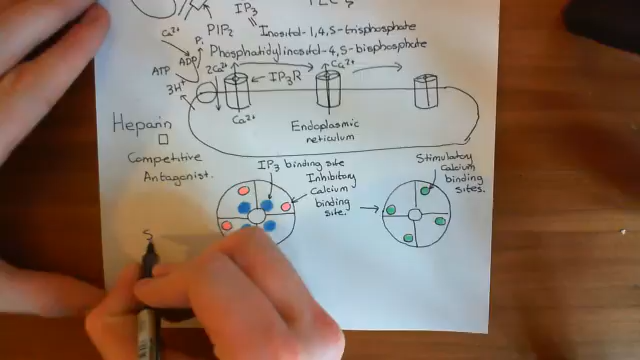 IP3
PIP2
Inositol-1,4,5-trisphosphate
Phosphatidylinositol-4,5-bisphosphate
Ca2+
Pi
ADP
ATP
3H+
2Ca2+
IP3R
Ca2+
Ca2+
Heparin
Competitive
Antagonist.
Endoplasmic
reticulum
IP3 binding site
Inhibitory
Calcium
binding
site.
Stimulatory
Calcium
binding
sites.
S